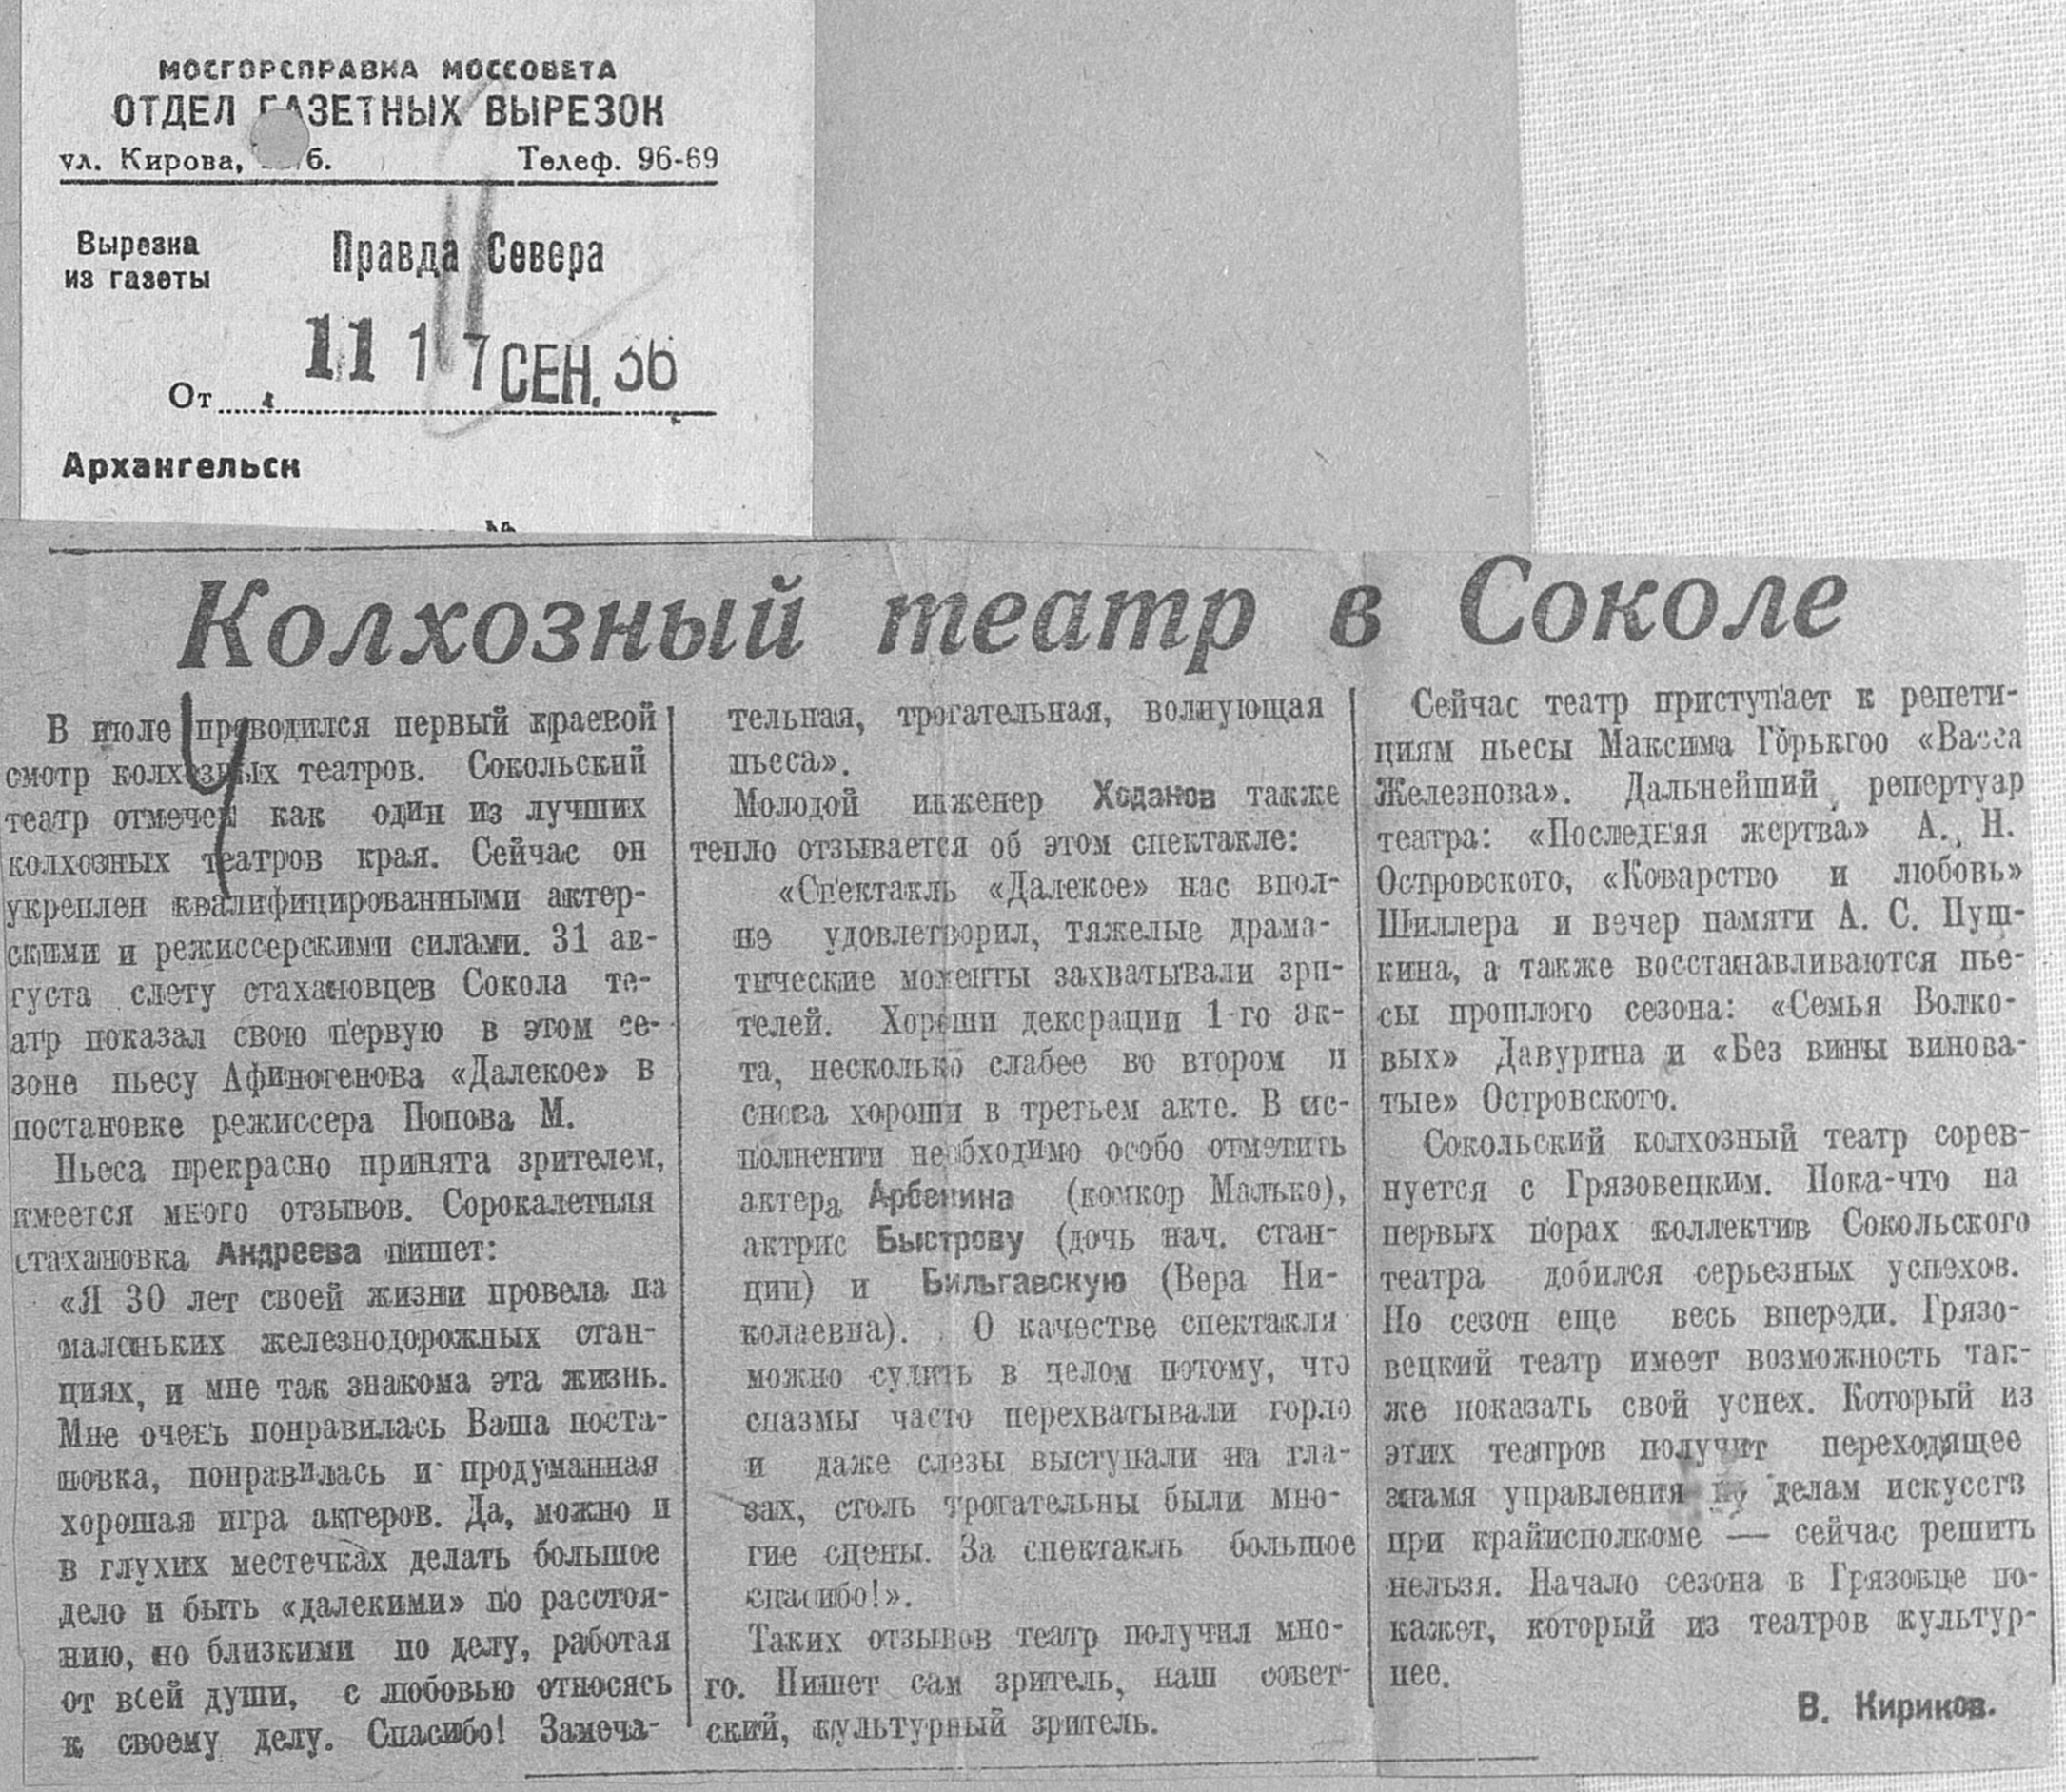 МОСГОРСПРАВКА МОССОВЕТА
ОТДЕЛ ГАЗЕТНЫХ ВЫРЕЗОК
ул. Кирова, 6. Телеф. 96-69
Вырезка
из газеты
Правда Севера
11 17 СЕН. 36
От
Архангельск
Колхозный театр в Соколе
В июле проводился первый краевой
смотр колхозных театров. Сокольский
театр отмечен как один из лучших
колхозных театров края. Сейчас он
укреплен квалифицированными актер-
скими и режиссерскими силами. 31 ав-
густа слету стахановцев Сокола те-
атр показал свою первую в этом се-
зоне пьесу Афиногенова «Далекое» в
постановке режиссера Попова М.
Пьеса прекрасно принята зрителем,
имеется много отзывов. Сорокалетняя
стахановка Андреева пишет:
«Я 30 лет своей жизни провела на
маленьких железнодорожных стан-
циях, и мне так знакома эта жизнь.
Мне очень понравилась Ваша поста-
новка, понравилась и продуманная
хорошая игра актеров. Да, можно и
в глухих местечках делать большое
дело и быть «далекими» по расстоя-
нию, но близкими по делу, работая
от всей души, с любовью относясь
к своему делу. Спасибо! Замеча-
тельная, трогательная, волнующая
пьеса».
Молодой инженер Ходанов также
тепло отзывается об этом спектакле:
«Спектакль «Далекое» нас впол-
не удовлетворил, тяжелые драма-
тические моменты захватывали зри-
телей. Хороши декорации 1-го ак-
та, несколько слабее во втором и
снова хороши в третьем акте. В ис-
полнении необходимо особо отметить
актера Арбенина (комкор Малько),
актрис Быстрову (дочь нач. стан-
ции) и Бильгавскую (Вера Ни-
колаевна). О качестве спектакля
можно судить в целом потому, что
спазмы часто перехватывали горло
и даже слезы выступали на гла-
зах, столь трогательны были мно-
гие сцены. За спектакль большое
спасибо!».
Таких отзывов театр получил мно-
го. Пишет сам зритель, наш совет-
ский, культурный зритель.
Сейчас театр приступает к репети-
циям пьесы Максима Горькгоо «Васса
Железнова». Дальнейший репертуар
театра: «Последняя жертва» А. Н.
Островского, «Коварство и любовь»
Шиллера и вечер памяти А. С. Пуш-
кина, а также восстанавливаются пье-
сы прошлого сезона: «Семья Волко-
вых» Давурина и «Без вины винова-
тые» Островского.
Сокольский колхозный театр сорев-
нуется с Грязовецким. Пока-что на
первых порах коллектив Сокольского
театра добился серьезных успехов.
Но сезон еще весь впереди. Грязо-
вецкий театр имеет возможность так-
же показать свой успех. Который из
этих театров получит переходящее
знамя управления по делам искусств
при крайисполкоме — сейчас решить
нельзя. Начало сезона в Грязовце по-
кажет, который из театров культур-
нее.
В. Кириков.